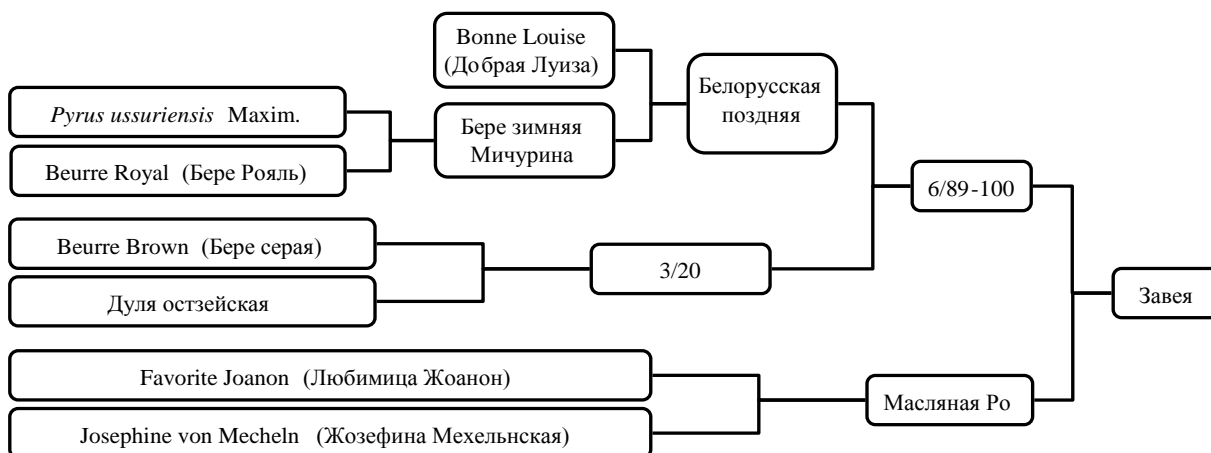 Bonne Louise
(Добрая Луиза)
Белорусская
поздняя
Pyrus ussuriensis Maxim.
Бере зимняя
Мичурина
Beurre Royal (Бере Рояль)
6/89-100
Beurre Brown (Бере серая)
3/20
Дуля остзейская
Завея
Favorite Joanon (Любимица Жоанон)
Масляная Ро
Josephine von Mecheln (Жозефина Мехельнская)